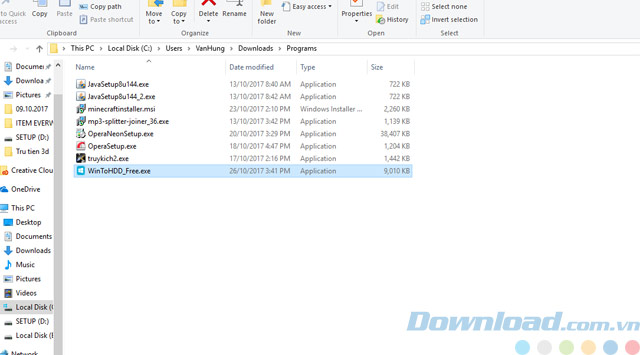 to Quick
Access
Copy path
Paste shortcut
Move
to
Copy
to
Delete
Rename
New
folder
Easy access
Properties
Edit
History
Select none
Invert selection
Clipboard
Organize
New
Open
Select
This PC
Local Disk (C:)
Users
VanHung
Downloads
Programs
Name
Date modified
Type
Size
Documen
Downloa
Pictures
09.10.2017
ITEM EVERW
SETUP (D:)
Tru tien 3d
Creative Cloud
OneDrive
This PC
Desktop
Documents
Downloads
Music
Pictures
Videos
Local Disk (C
SETUP (D:)
Local Disk (E
Network
JavaSetup8u144.exe 13/10/2017 8:40 AM Application 722 KB
JavaSetup8u144_2.exe 13/10/2017 8:42 AM Application 722 KB
minecraftinstaller.msi 23/10/2017 2:10 PM Windows Installer ... 2,260 KB
mp3-splitter-joiner_36.exe 13/10/2017 3:42 PM Application 1,139 KB
OperaNeonSetup.exe 20/10/2017 3:29 PM Application 38,407 KB
OperaSetup.exe 18/10/2017 4:47 PM Application 1,204 KB
truykich2.exe 17/10/2017 2:16 PM Application 1,442 KB
WinToHDD_Free.exe 26/10/2017 3:41 PM Application 9,010 KB
Download.com.vn